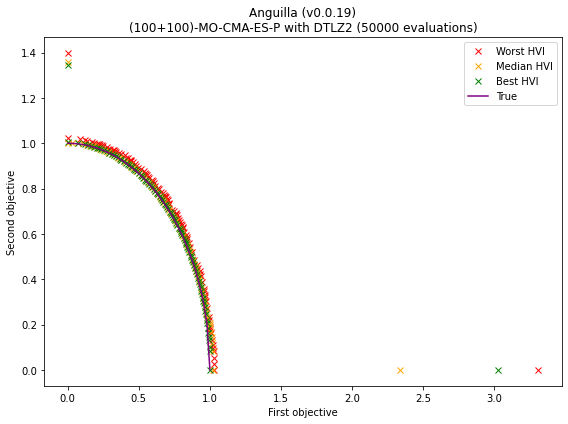 Anguilla (v0.0.19)
(100+100)-MO-CMA-ES-P with DTLZ2 (50000 evaluations)
Worst HVI
Median HVI
Best HVI
True
Second objective
1.4
1.2
1.0
0.8
0.6
0.4
0.2
0.0
0.0
0.5
1.0
1.5
2.0
2.5
3.0
First objective